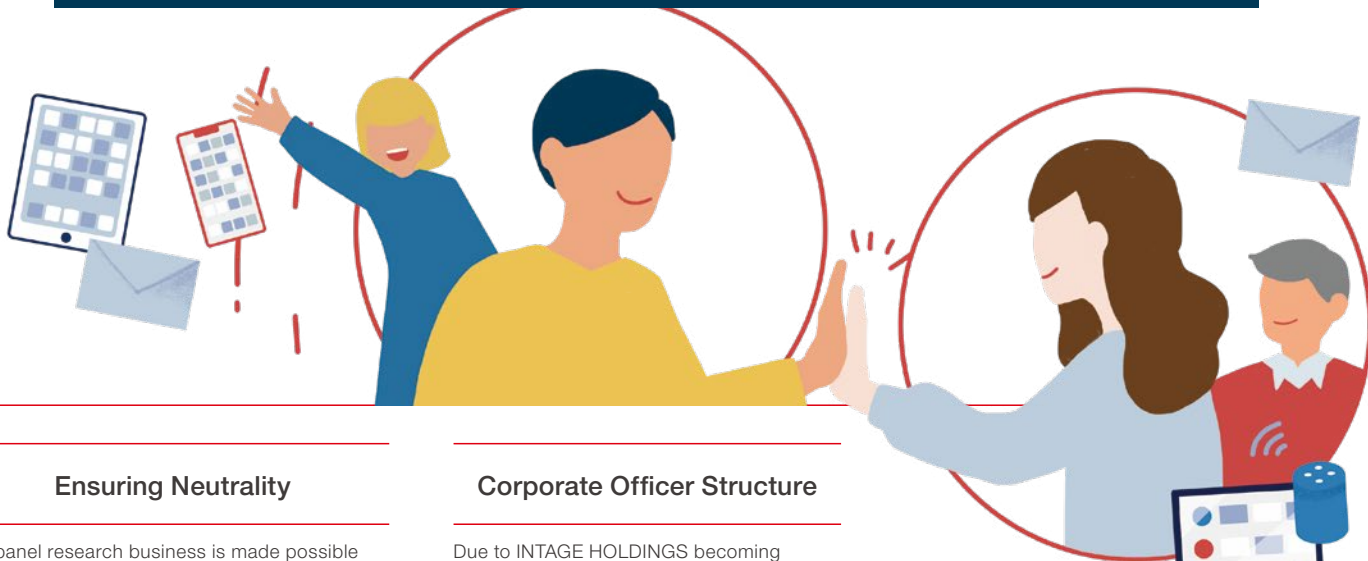 Ensuring Neutrality
panel research business is made possible
Corporate Officer Structure
Due to INTAGE HOLDINGS becoming